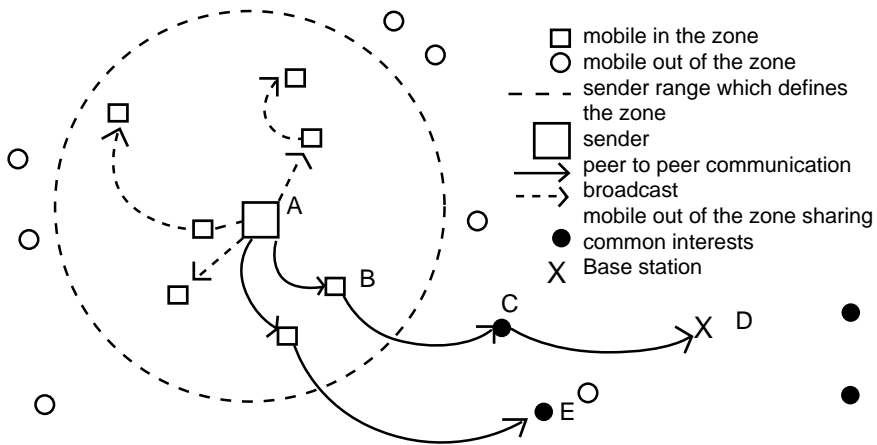 mobile in the zone
mobile out of the zone
sender range which defines
the zone
sender
peer to peer communication
broadcast
mobile out of the zone sharing
common interests
X Base station
A
B
C
X D
E